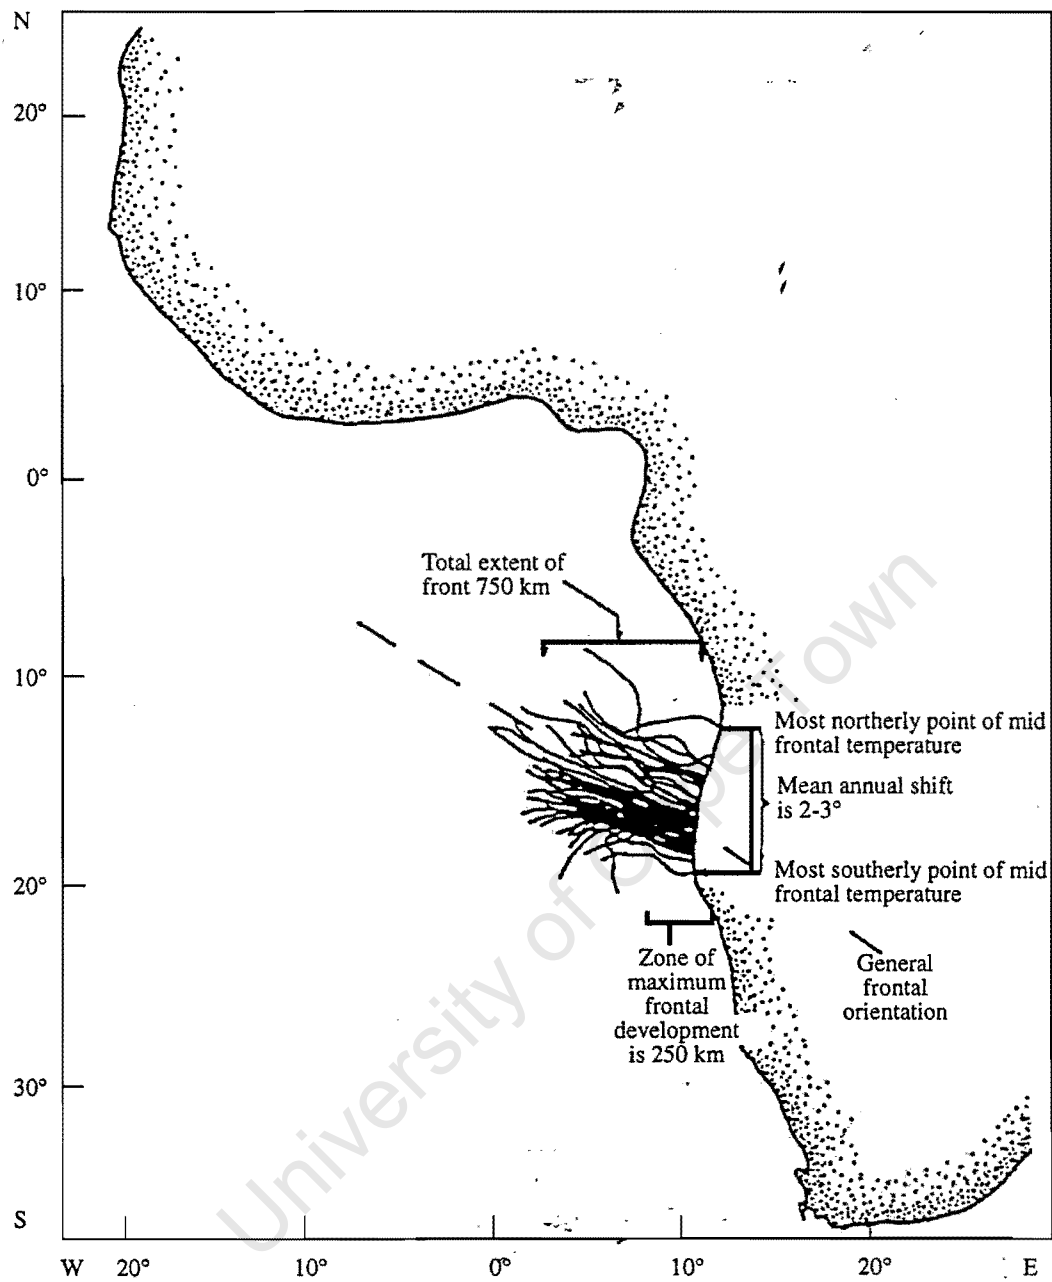 N
20°
10°
0°
Total extent of
front 750 km
10°
Most northerly point of mid
frontal temperature
Mean annual shift
is 2-3°
Most southerly point of mid
frontal temperature
20°
Zone of
maximum
frontal
development
is 250 km
General
frontal
orientation
30°
S
W 20° 10° 0° 10° 20° E
University of Cape Town